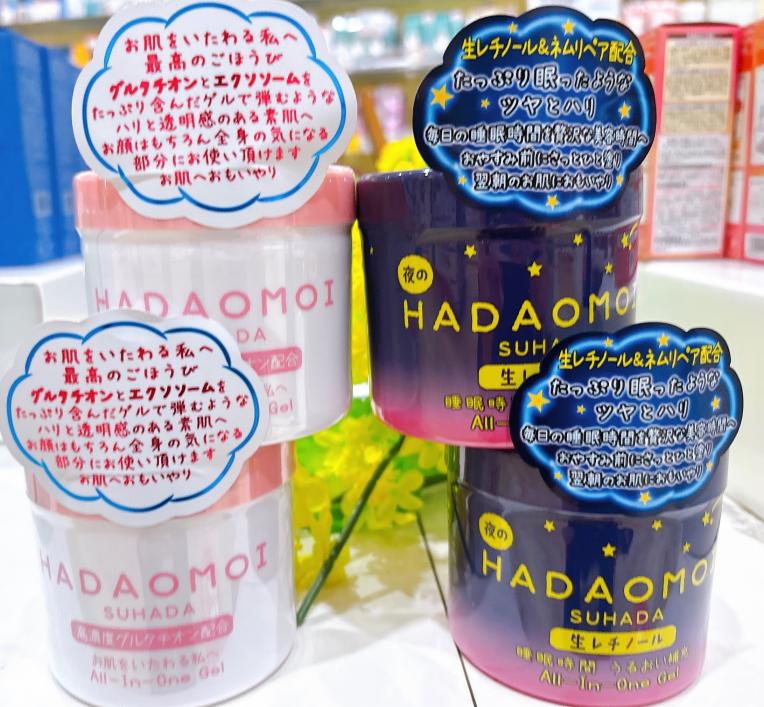 お肌をいたわる私へ
最高のごほうび
グルタチオンとエクソソームを
たっぷり含んだゲルで弾むような
ハリと透明感のある素肌へ
お顔はもちろん全身の気になる
部分にお使い頂けます
お肌へおもいやり
HADAOMOI
DA
オン配合
私へ
Gel
生レチノール&ネムリペア配合
たっぷり眠ったような
ツヤとハリ
毎日の睡眠時間を贅沢な美容時間へ
おやすみ前にさっとひと塗り
翌朝のお肌におもいやり
夜の
HADAOMOI
SUHA
生レ
睡眠時
All-I
お肌をいたわる私へ
最高のごほうび
グルタチオンとエクソソームを
たっぷり含んだゲルで弾むような
ハリと透明感のある素肌へ
お顔はもちろん全身の気になる
部分にお使い頂けます
お肌へおもいやり
HADAOMOI
SUHADA
高濃度グルタチオン配合
お肌をいたわる私へ
All-In-One Gel
生レチノール&ネムリペア配合
たっぷり眠ったような
ツヤとハリ
毎日の睡眠時間を贅沢な美容時間へ
おやすみ前にさっとひと塗り
翌朝のお肌におもいやり
夜の
HADAOMOI
SUHADA
生レチノール
睡眠時間 うるおい補充
All-In-One Gel